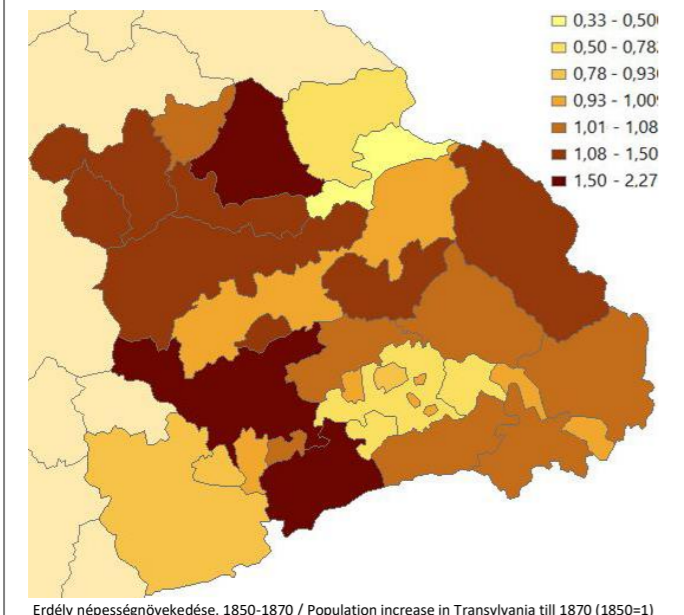 0,33 - 0,50
0,50 - 0,78
0,78 - 0,93
0,93 - 1,009
1,01 - 1,08
1,08 - 1,50
1,50 - 2,27
Erdély népességnövekedése, 1850-1870 / Population increase in Transylvania till 1870 (1850=1)